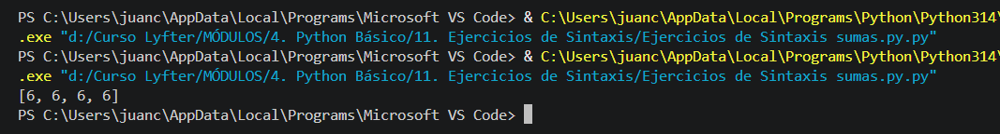 PS C:\Users\juanc\AppData\Local\Programs\Microsoft VS Code> & C:\Users\juanc\AppData\Local\Programs\Python\Python314\
.exe "d:/Curso Lyfter/MÓDULOS/4. Python Básico/11. Ejercicios de Sintaxis/Ejercicios de Sintaxis sumas.py.py"
PS C:\Users\juanc\AppData\Local\Programs\Microsoft VS Code> & C:\Users\juanc\AppData\Local\Programs\Python\Python314\
.exe "d:/Curso Lyfter/MÓDULOS/4. Python Básico/11. Ejercicios de Sintaxis/Ejercicios de Sintaxis sumas.py.py"
[6, 6, 6, 6]
PS C:\Users\juanc\AppData\Local\Programs\Microsoft VS Code>